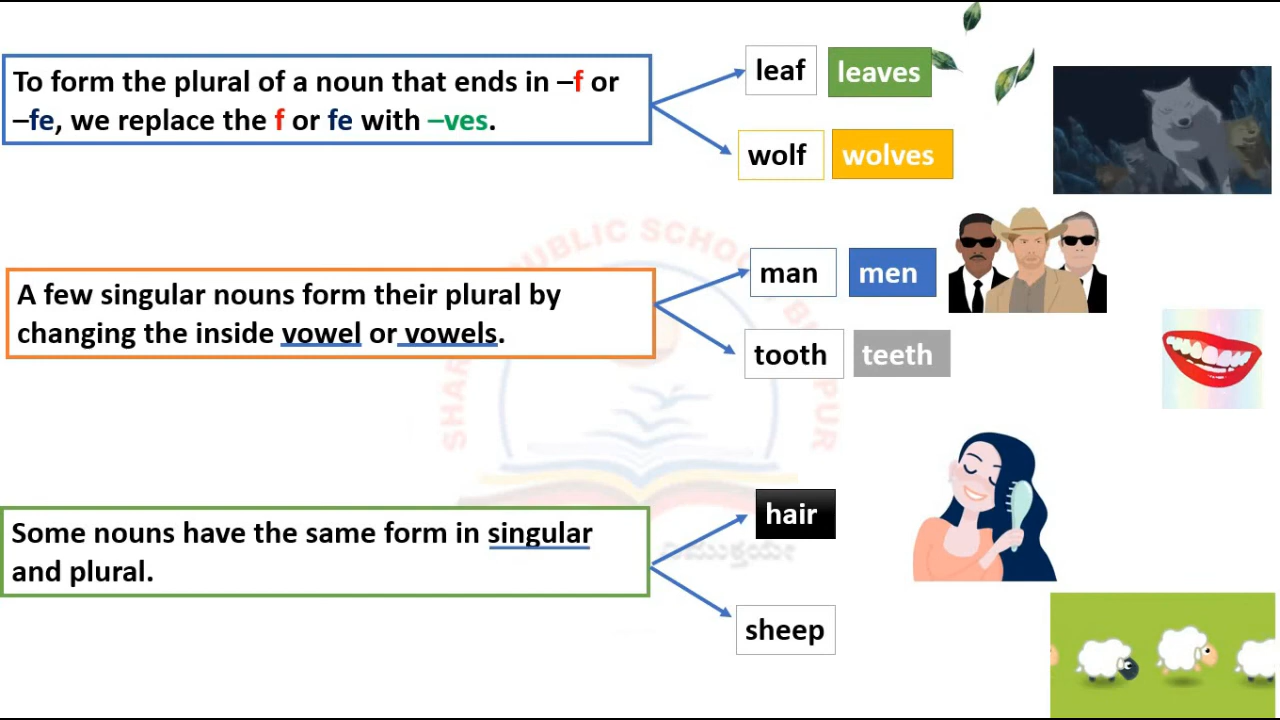 To form the plural of a noun that ends in –f or
–fe, we replace the f or fe with –ves.
leaf leaves
wolf wolves
A few singular nouns form their plural by
changing the inside vowel or vowels.
man men
tooth teeth
Some nouns have the same form in singular
and plural.
hair
sheep
PUBLIC SCHOOL